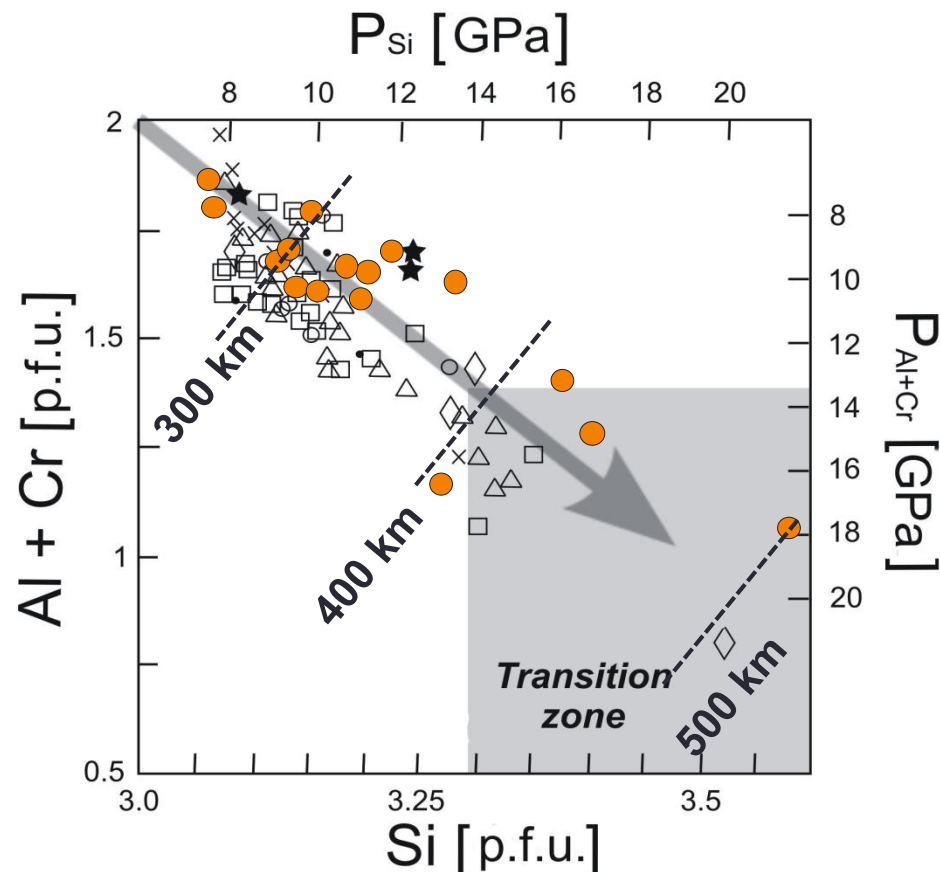 P_Si [GPa]
8 10 12 14 16 18 20
2
1.5
1
0.5
Al + Cr [p.f.u.]
8
10
12
14
16
18
20
P_Al+Cr [GPa]
300 km
400 km
500 km
Transition
zone
3.0 3.25 3.5
Si [p.f.u.]